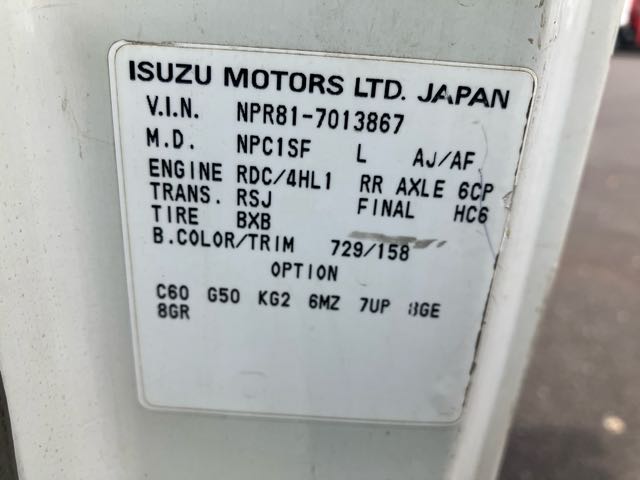 ISUZU MOTORS LTD. JAPAN
V.I.N. NPR81-7013867
M.D. NPC1SF L AJ/AF
ENGINE RDC/4HL1 RR AXLE 6CP
TRANS. RSJ FINAL HC6
TIRE BXB
B.COLOR/TRIM 729/158
OPTION
C60 G50 KG2 6MZ 7UP 8GE
8GR